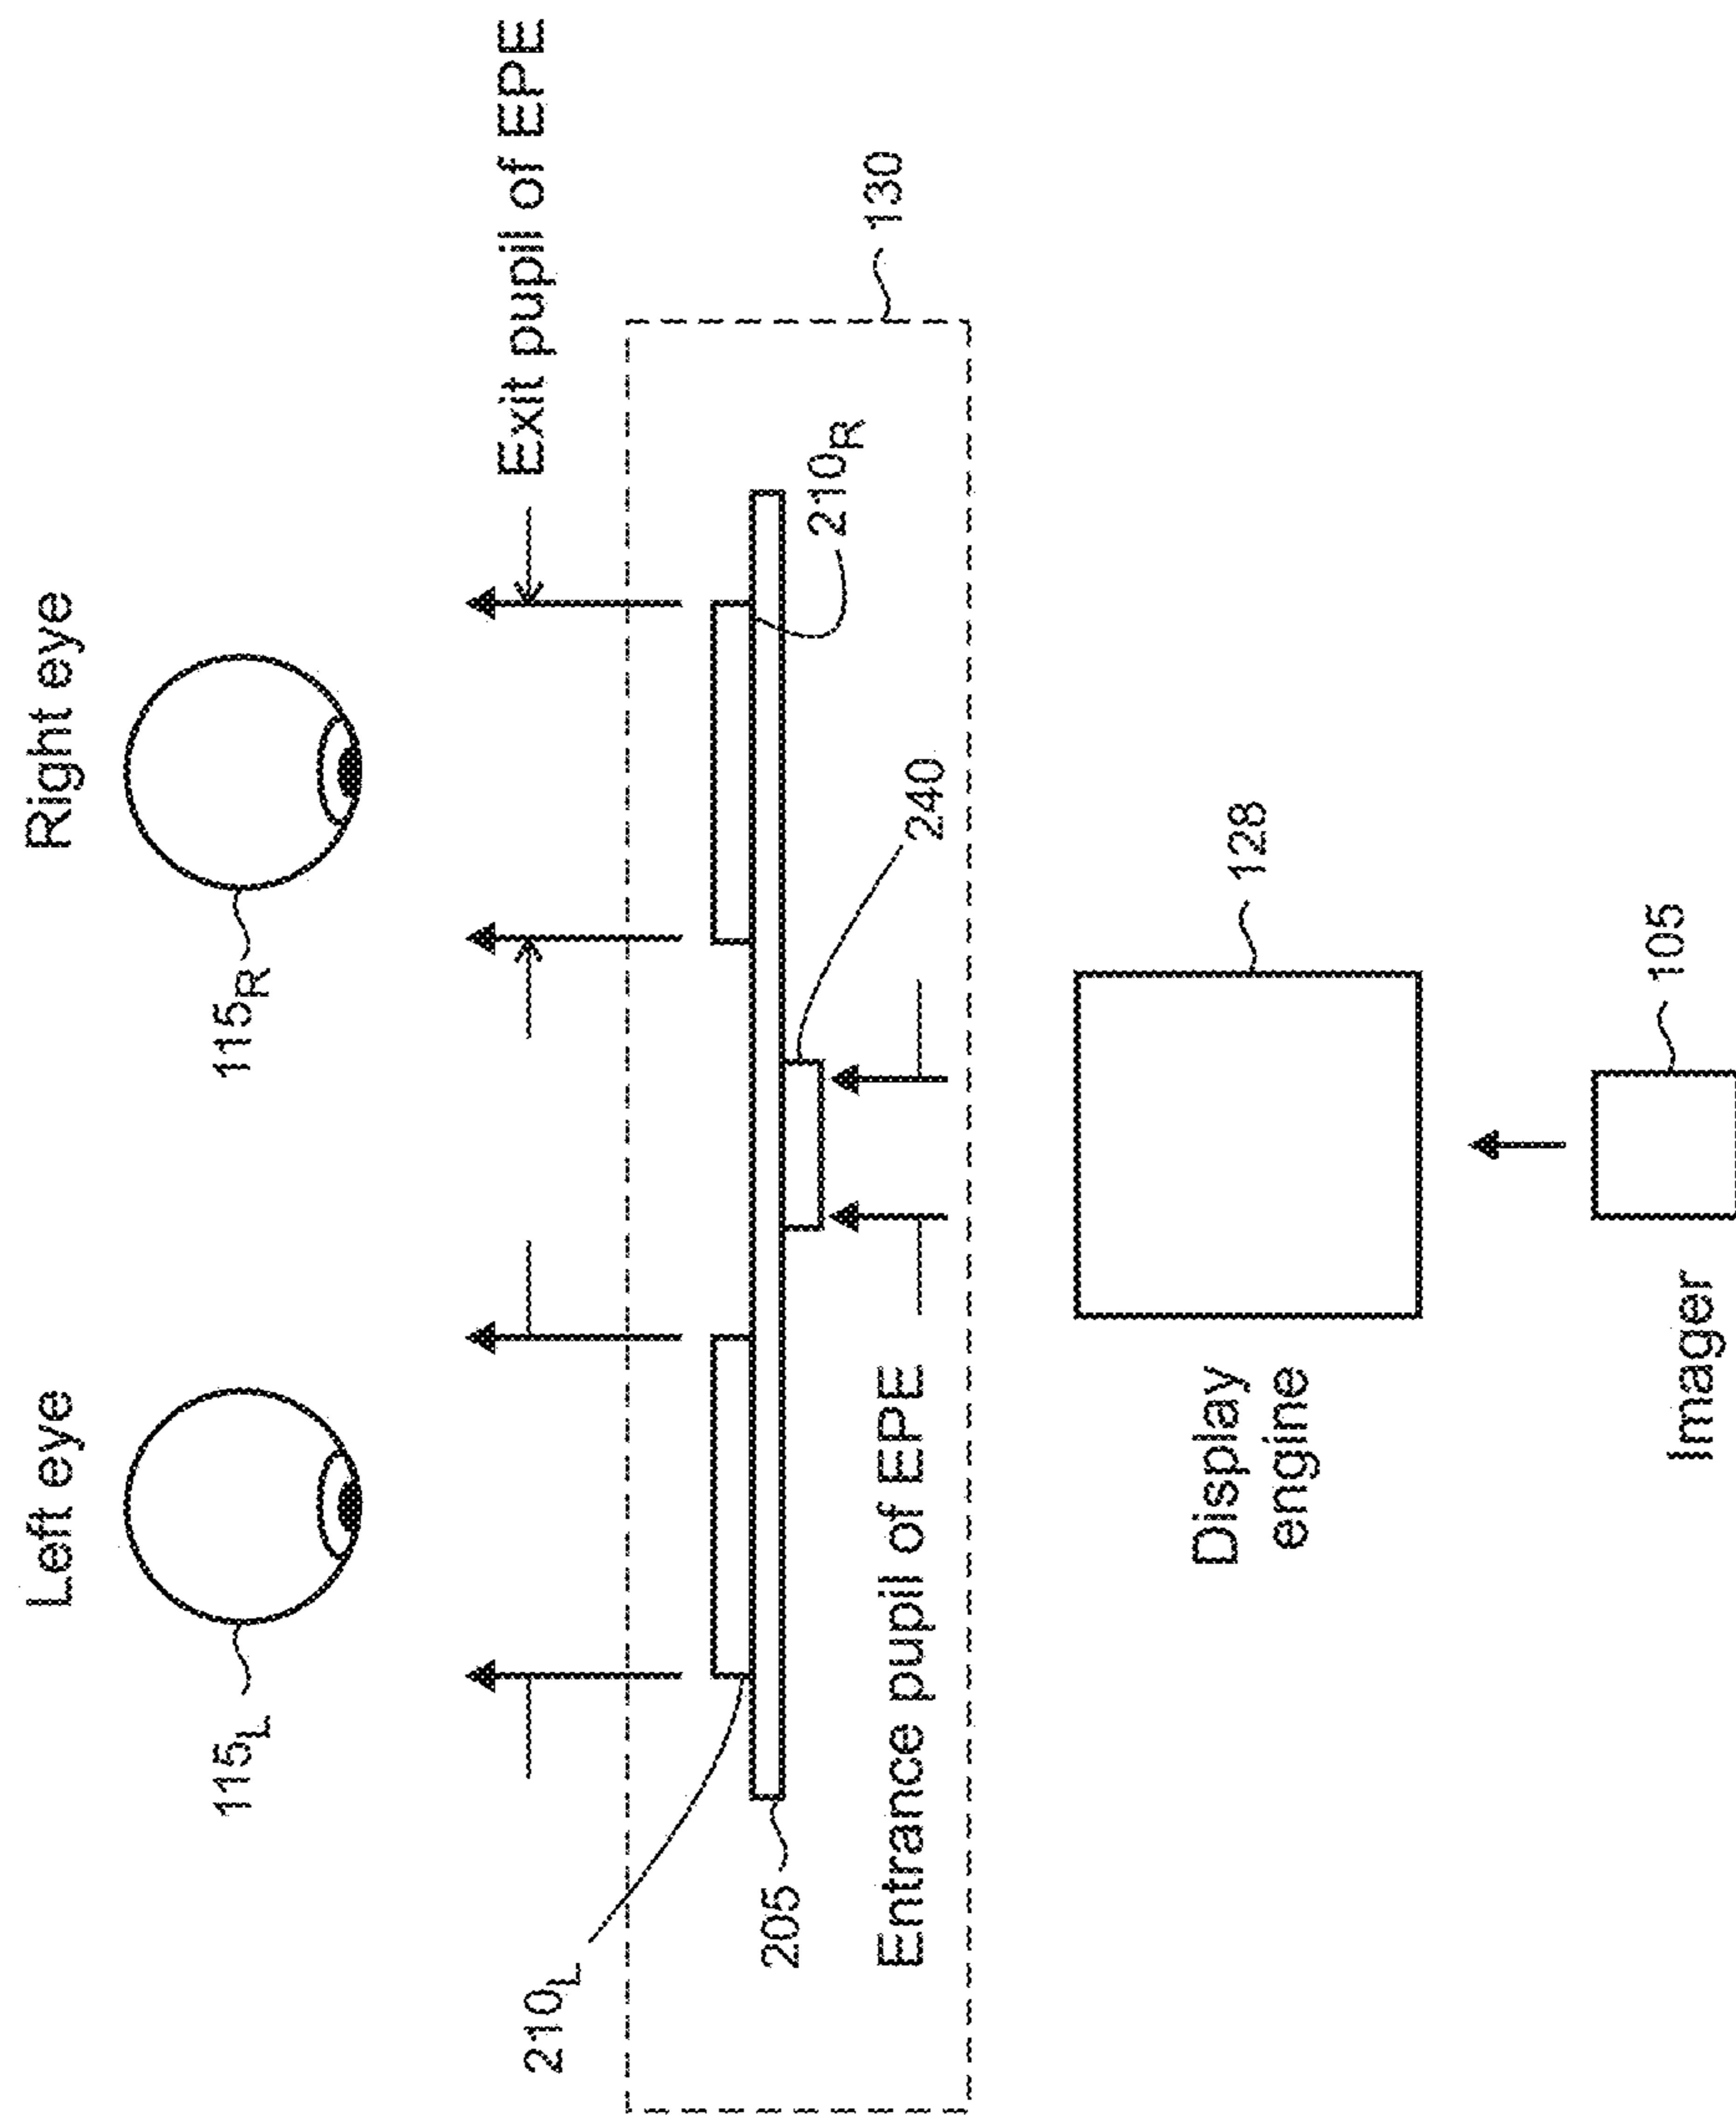 Left eye
Right eye
115L
115R
Exit pupil of EPE
210L
210R
205
240
130
Entrance pupil of EPE
Display
engine
128
Imager
105